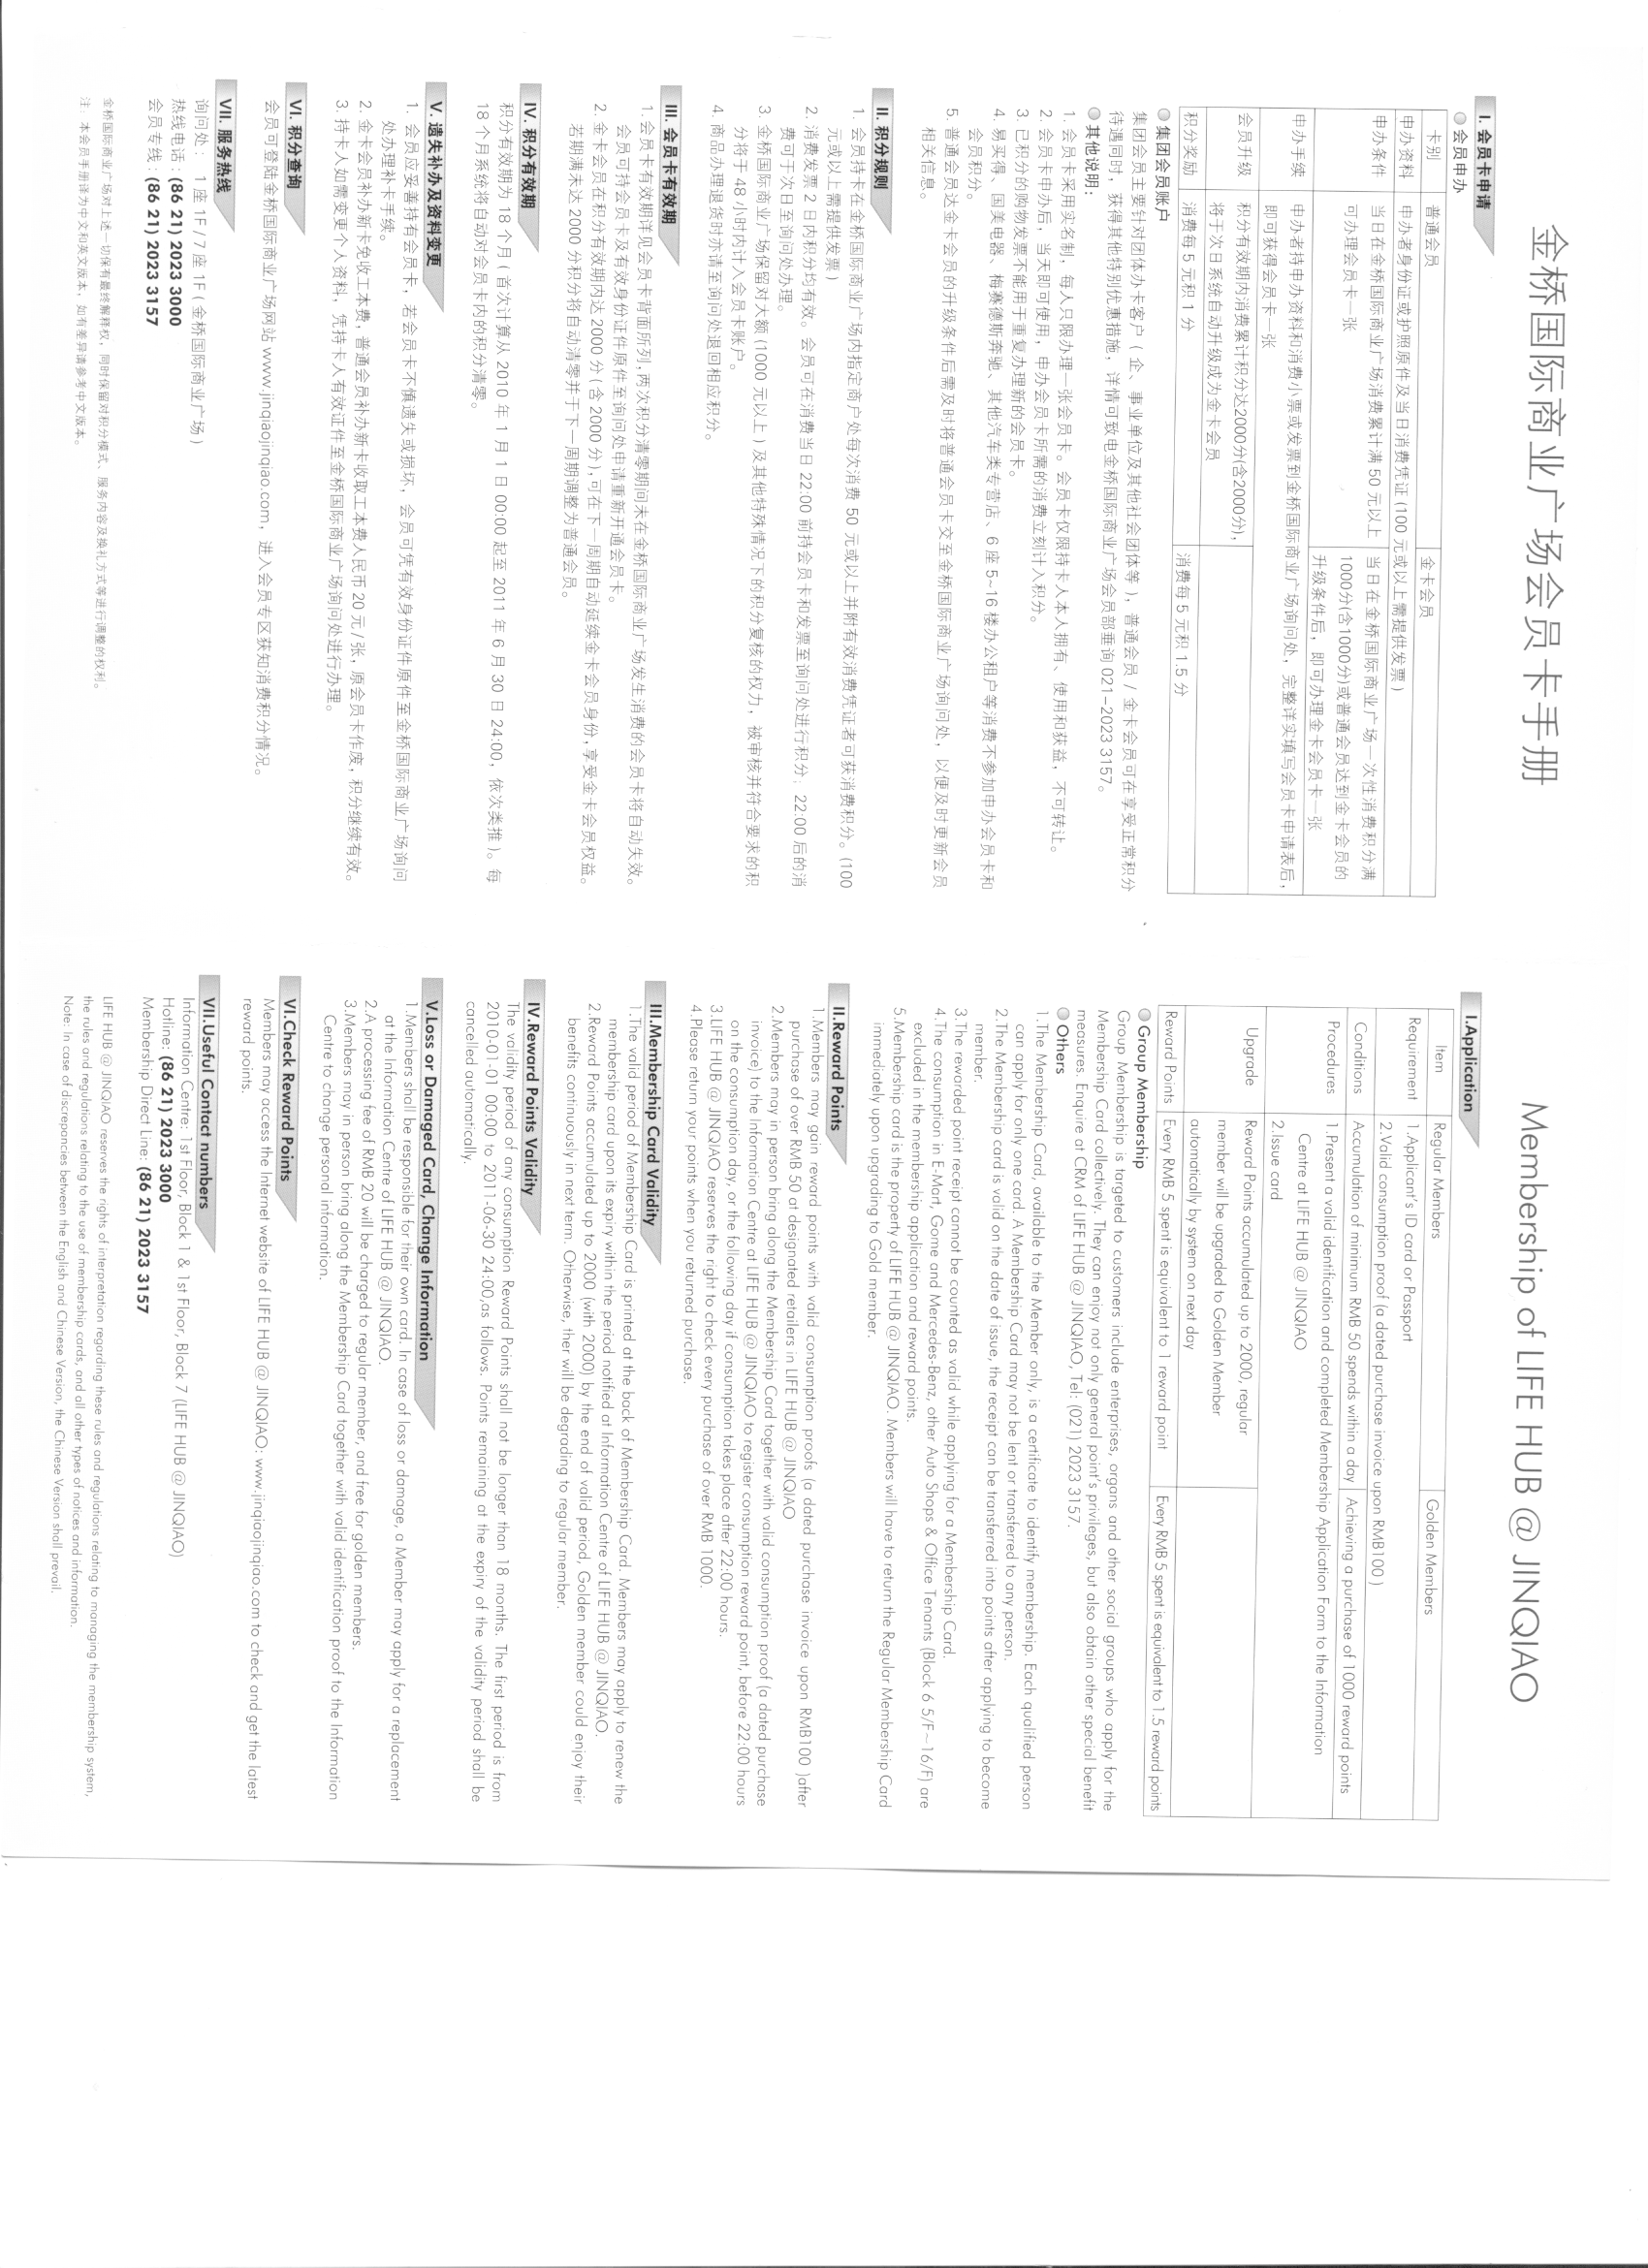 金桥国际商业广场会员卡手册
I. 会员卡申请
会员申办
卡别 普通会员 金卡会员
申办资料 申办者身份证或护照原件及当日消费凭证 (100 元或以上需提供发票 )
申办条件 当日在金桥国际商业广场消费累计满 50 元以上
可办理会员卡一张
当日在金桥国际商业广场一次性消费积分满
1000分(含1000分)或普通会员达到金卡会员的
升级条件后，即可办理金卡会员卡一张
申办手续 申办者持申办资料和消费小票或发票到金桥国际商业广场询问处，完整详实填写会员卡申请表后，
即可获得会员卡一张
会员升级 积分有效期内消费累计积分达2000分(含2000分)，
将于次日系统自动升级成为金卡会员
积分奖励 消费每 5 元积 1 分 消费每 5 元积 1.5 分
集团会员账户
集团会员主要针对团体办卡客户 ( 企、事业单位及其他社会团体等 )，普通会员 / 金卡会员可在享受正常积分
待遇同时，获得其他特别优惠措施，详情可致电金桥国际商业广场会员部垂询 021-2023 3157。
其他说明：
1. 会员卡采用实名制，每人只限办理一张会员卡。会员卡仅限持卡人本人拥有、使用和获益，不可转让。
2. 会员卡申办后，当天即可使用，申办会员卡所需的消费立刻计入积分。
3. 已积分的购物发票不能用于重复办理新的会员卡。
4. 易买得、国美电器、梅赛德斯奔驰、其他汽车类专营店、6 座 5~16 楼办公租户等消费不参加申办会员卡和
会员积分。
5. 普通会员达金卡会员的升级条件后需及时将普通会员卡交至金桥国际商业广场询问处，以便及时更新会员
相关信息。
II. 积分规则
1. 会员持卡在金桥国际商业广场内指定商户处每次消费 50 元或以上并附有效消费凭证者可获消费积分。(100
元或以上需提供发票 )
2. 消费发票 2 日内积分均有效。会员可在消费当日 22:00 前持会员卡和发票至询问处进行积分；22:00 后的消
费可于次日至询问处办理。
3. 金桥国际商业广场保留对大额 (1000 元以上 ) 及其他特殊情况下的积分复核的权力，被审核并符合要求的积
分将于 48 小时内计入会员卡账户。
4. 商品办理退货时亦请至询问处退回相应积分。
III. 会员卡有效期
1. 会员卡有效期详见会员卡背面所列，两次积分清零期间未在金桥国际商业广场发生消费的会员卡将自动失效。
会员可持会员卡及有效身份证件原件至询问处申请重新开通会员卡。
2. 金卡会员在积分有效期内达 2000 分 ( 含 2000 分 )，可在下一周期自动延续金卡会员身份，享受金卡会员权益。
若期满未达 2000 分积分将自动清零并于下一周期调整为普通会员。
IV. 积分有效期
积分有效期为 18 个月 ( 首次计算从 2010 年 1 月 1 日 00:00 起至 2011 年 6 月 30 日 24:00，依次类推 )。每
18 个月系统将自动对会员卡内的积分清零。
V. 遗失补办及资料变更
1. 会员应妥善持有会员卡，若会员卡不慎遗失或损坏，会员可凭有效身份证件原件至金桥国际商业广场询问
处办理补卡手续。
2. 金卡会员补办新卡免收工本费，普通会员补办新卡收取工本费人民币 20 元 / 张，原会员卡作废，积分继续有效。
3. 持卡人如需变更个人资料，凭持卡人有效证件至金桥国际商业广场询问处进行办理。
VI. 积分查询
会员可登陆金桥国际商业广场网站 www.jinqiaojinqiao.com，进入会员专区获知消费积分情况。
VII. 服务热线
询问处：1 座 1F / 7 座 1F ( 金桥国际商业广场 )
热线电话：(86 21) 2023 3000
会员专线：(86 21) 2023 3157
金桥国际商业广场对上述一切保有最终解释权，同时保留对积分模式、服务内容及换礼方式等进行调整的权利。
注：本会员手册译为中文和英文版本，如有差异请参考中文版本。
Membership of LIFE HUB @ JINQIAO
I.Application
Item Regular Members Golden Members
Requirement 1.Applicant's ID card or Passport
2.Valid consumption proof (a dated purchase invoice upon RMB100 )
Conditions Accumulation of minimum RMB 50 spends within a day Achieving a purchase of 1000 reward points
Procedures 1.Present a valid identification and completed Membership Application Form to the Information
Centre at LIFE HUB @ JINQIAO
2.Issue card
Upgrade Reward Points accumulated up to 2000, regular
member will be upgraded to Golden Member
automatically by system on next day
Reward Points Every RMB 5 spent is equivalent to 1 reward point Every RMB 5 spent is equivalent to 1.5 reward points
Group Membership
Group Membership is targeted to customers include enterprises, organs and other social groups who apply for the
Membership Card collectively. They can enjoy not only general point's privileges, but also obtain other special benefit
measures. Enquire at CRM of LIFE HUB @ JINQIAO, Tel: (021) 2023 3157.
Others
1.The Membership Card, available to the Member only, is a certificate to identify membership. Each qualified person
can apply for only one card. A Membership Card may not be lent or transferred to any person.
2.The Membership card is valid on the date of issue, the receipt can be transferred into points after applying to become
member.
3.The rewarded point receipt cannot be counted as valid while applying for a Membership Card.
4.The consumption in E-Mart, Gome and Mercedes-Benz, other Auto Shops & Office Tenants (Block 6 5/F~16/F) are
excluded in the membership application and reward points.
5.Membership card is the property of LIFE HUB @ JINQIAO. Members will have to return the Regular Membership Card
immediately upon upgrading to Gold member.
II.Reward Points
1.Members may gain reward points with valid consumption proofs (a dated purchase invoice upon RMB100 )after
purchase of over RMB 50 at designated retailers in LIFE HUB @ JINQIAO
2.Members may in person bring along the Membership Card together with valid consumption proof (a dated purchase
invoice) to the Information Centre at LIFE HUB @ JINQIAO to register consumption reward point, before 22:00 hours
on the consumption day, or the following day if consumption takes place after 22:00 hours.
3.LIFE HUB @ JINQIAO reserves the right to check every purchase of over RMB 1000.
4.Please return your points when you returned purchase.
III.Membership Card Validity
1.The valid period of Membership Card is printed at the back of Membership Card. Members may apply to renew the
membership card upon its expiry within the period notified at Information Centre of LIFE HUB @ JINQIAO.
2.Reward Points accumulated up to 2000 (with 2000) by the end of valid period, Golden member could enjoy their
benefits continuously in next term. Otherwise, ther will be degrading to regular member.
IV.Reward Points Validity
The validity period of any consumption Reward Points shall not be longer than 18 months. The first period is from
2010-01-01 00:00 to 2011-06-30 24:00,as follows. Points remaining at the expiry of the validity period shall be
cancelled automatically.
V.Loss or Damaged Card, Change Information
1.Members shall be responsible for their own card. In case of loss or damage, a Member may apply for a replacement
at the Information Centre of LIFE HUB @ JINQIAO.
2.A processing fee of RMB 20 will be charged to regular member, and free for golden members.
3.Members may in person bring along the Membership Card together with valid identification proof to the Information
Centre to change personal information.
VI.Check Reward Points
Members may access the Internet website of LIFE HUB @ JINQIAO: www.jinqiaojinqiao.com to check and get the latest
reward points.
VII.Useful Contact numbers
Information Centre: 1st Floor, Block 1 & 1st Floor, Block 7 (LIFE HUB @ JINQIAO)
Hotline: (86 21) 2023 3000
Membership Direct Line: (86 21) 2023 3157
LIFE HUB @ JINQIAO reserves the rights of interpretation regarding these rules and regulations relating to managing the membership system,
the rules and regulations relating to the use of membership cards, and all other types of notices and information.
Note: In case of discrepancies between the English and Chinese Version, the Chinese Version shall prevail.